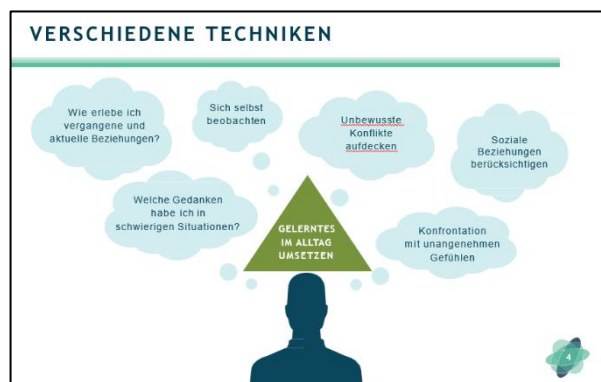 VERSCHIEDENE TECHNIKEN
Wie erlebe ich
vergangene und
aktuelle Beziehungen?
Sich selbst
beobachten
Unbewusste
Konflikte
aufdecken
Soziale
Beziehungen
berücksichtigen
Welche Gedanken
habe ich in
schwierigen Situationen?
GELERNTES
IM ALLTAG
UMSETZEN
Konfrontation
mit unangenehmen
Gefühlen
4